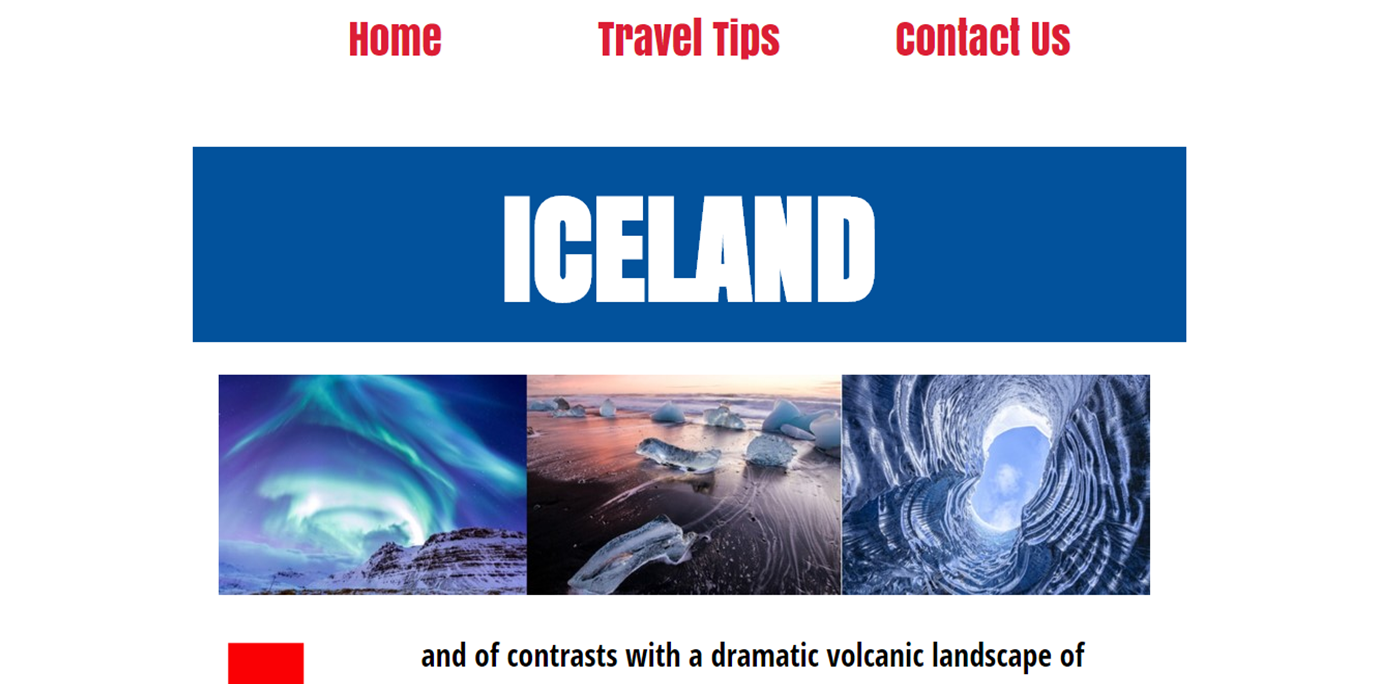 Home Travel Tips Contact Us
ICELAND
and of contrasts with a dramatic volcanic landscape of